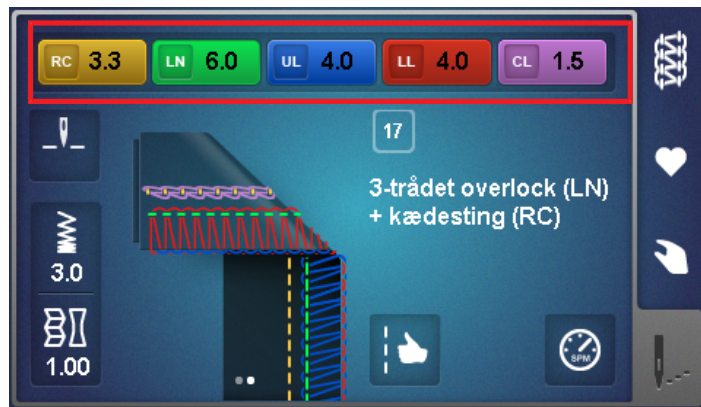 RC 3.3 LN 6.0 UL 4.0 LL 4.0 CL 1.5
17
3-trådet overlock (LN)
+ kædesting (RC)
3.0
1.00
SPM